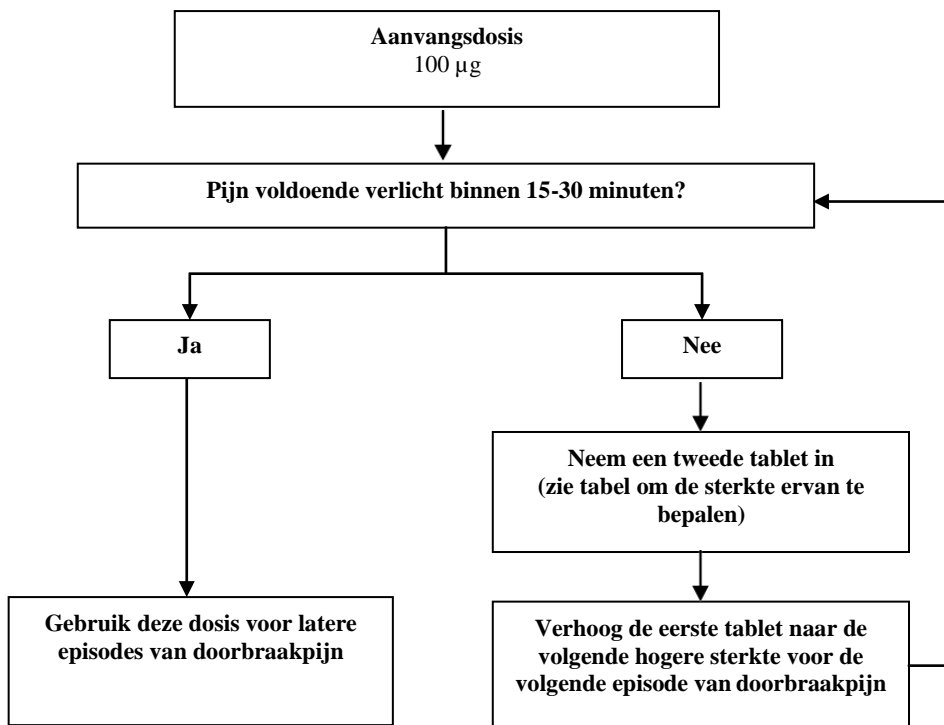 Aanvangsdosis
100 µg
Pijn voldoende verlicht binnen 15-30 minuten?
Ja
Nee
Neem een tweede tablet in
(zie tabel om de sterkte ervan te
bepalen)
Gebruik deze dosis voor latere
episodes van doorbraakpijn
Verhoog de eerste tablet naar de
volgende hogere sterkte voor de
volgende episode van doorbraakpijn